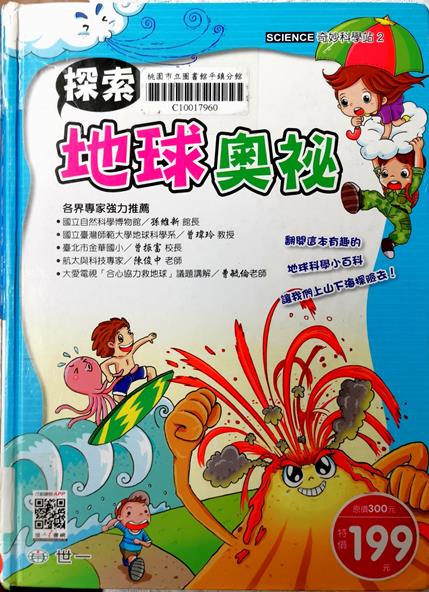 SCIENCE 奇妙科學站 2
探索
桃園市立圖書館平鎮分館
C10017960
地球奧祕
各界專家強力推薦
•國立自然科學博物館／孫維新 館長
•國立臺灣師範大學地球科學系／曾瑋玲 教授
•臺北市金華國小／曾振富 校長
•航太與科技專家／陳俊中 老師
•大愛電視「合心協力救地球」議題講解／曹毓倫老師
翻開這本有趣的
地球科學小百科
讓我們上山下海探險去！
世一
原價300元
特價
199元